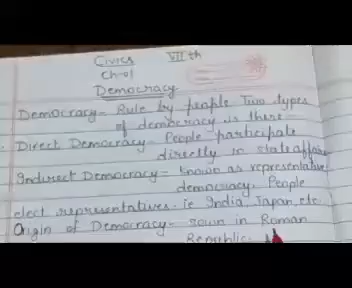 Civics VII th
Ch-01
Democracy
Democracy- Rule by people Two types
of democracy is there-
Direct Democracy- People participate
directly in state affairs
Indirect Democracy- known as representative
democracy. People
elect representatives. ie India, Japan, etc.
Origin of Democracy- sown in Roman
Republic.